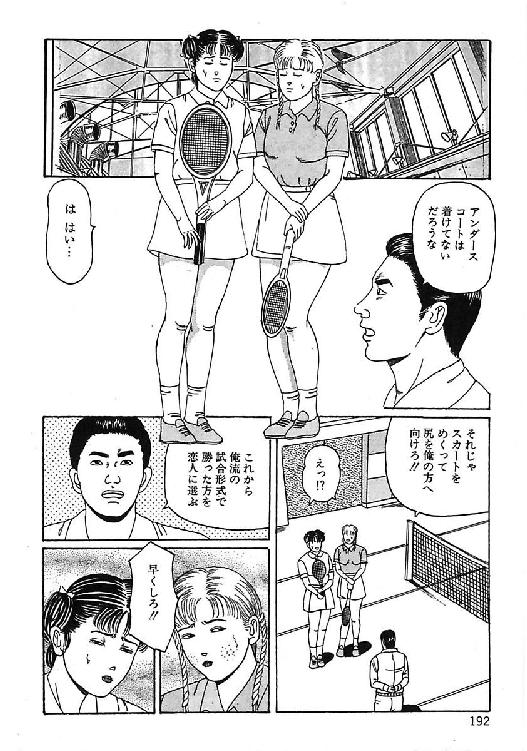 アンダース
コートは
着けてない
だろうな
は はい…
それじゃ
スカートを
めくって
尻を俺の方へ
向けろ!!
えっ!?
これから
俺流の
試合形式で
勝った方を
恋人に選ぶ
早くしろ!!
192